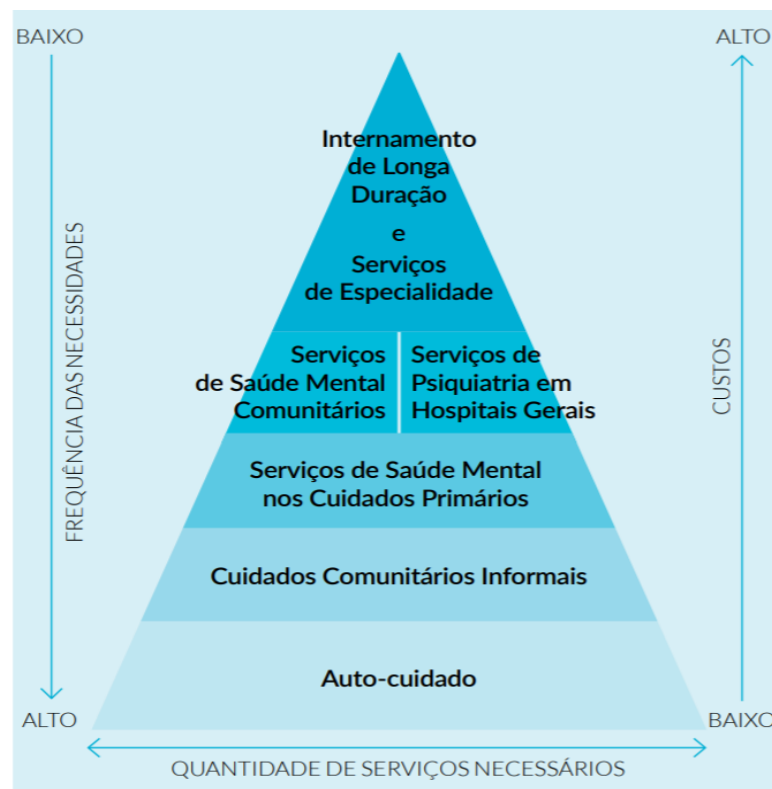 BAIXO
ALTO
Internamento
de Longa
Duração
e
Serviços
de Especialidade
Serviços
de Saúde Mental
Comunitários
Serviços de
Psiquiatria em
Hospitais Gerais
Serviços de Saúde Mental
nos Cuidados Primários
Cuidados Comunitários Informais
Auto-cuidado
FREQUÊNCIA DAS NECESSIDADES
CUSTOS
ALTO
BAIXO
QUANTIDADE DE SERVIÇOS NECESSÁRIOS